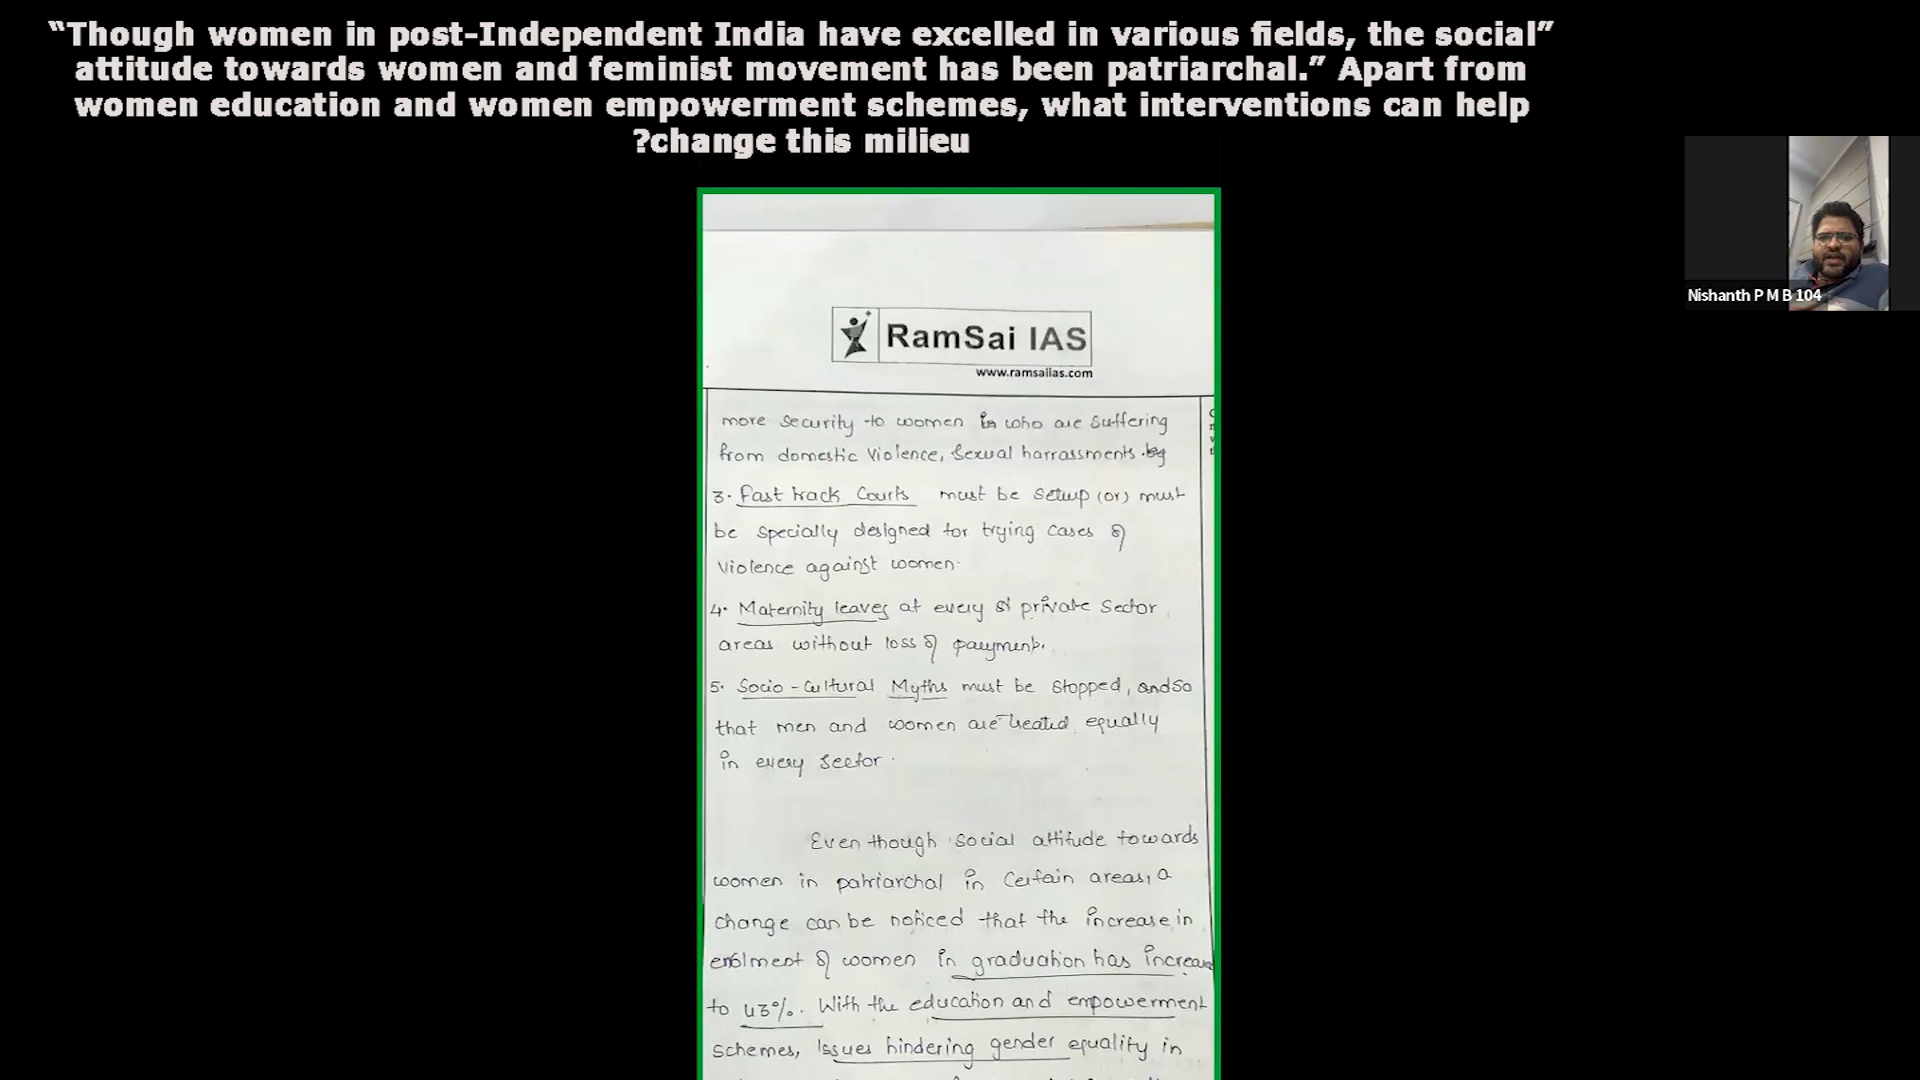 “Though women in post-Independent India have excelled in various fields, the social”
attitude towards women and feminist movement has been patriarchal.” Apart from
women education and women empowerment schemes, what interventions can help
?change this milieu
Nishanth P M B 104
RamSai IAS
www.ramsaiias.com
more security to women in who are suffering
from domestic violence, sexual harrassments. by
3. Fast track Courts must be setup (or) must
be specially designed for trying cases of
violence against women.
4. Maternity leaves at every private sector
areas without loss of payment.
5. Socio-Cultural Myths must be stopped, and so
that men and women are treated equally
in every sector.
Even though social attitude towards
women in patriarchal in certain areas, a
change can be noticed that the increase in
enrolment of women in graduation has increased
to 43%. With the education and empowerment
schemes, issues hindering gender equality in